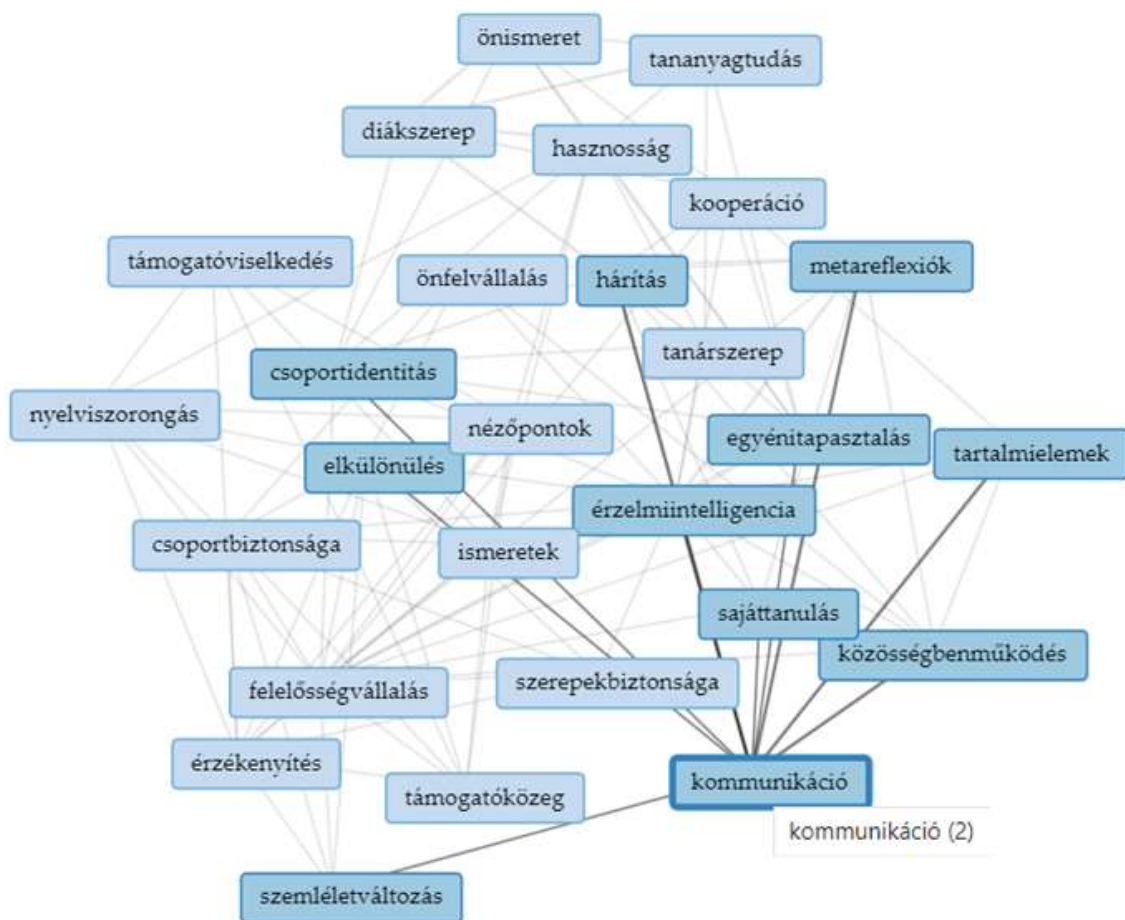 önismeret
tananyagtudás
diákszerep
hasznosság
kooperáció
támogatóviselkedés
önfelvállalás
hárítás
metareflexiók
tanárszerep
csoportidentitás
nyelviszorongás
nézőpontok
egyénitapasztalás
elkülönülés
tartalmielemek
érzelmiintelligencia
csoportbiztonsága
ismeretek
sajáttanulás
közösségbenműködés
felelősségvállalás
szerepekbiztonsága
érzékenyítés
támogatóközeg
kommunikáció
kommunikáció (2)
szemléletváltozás